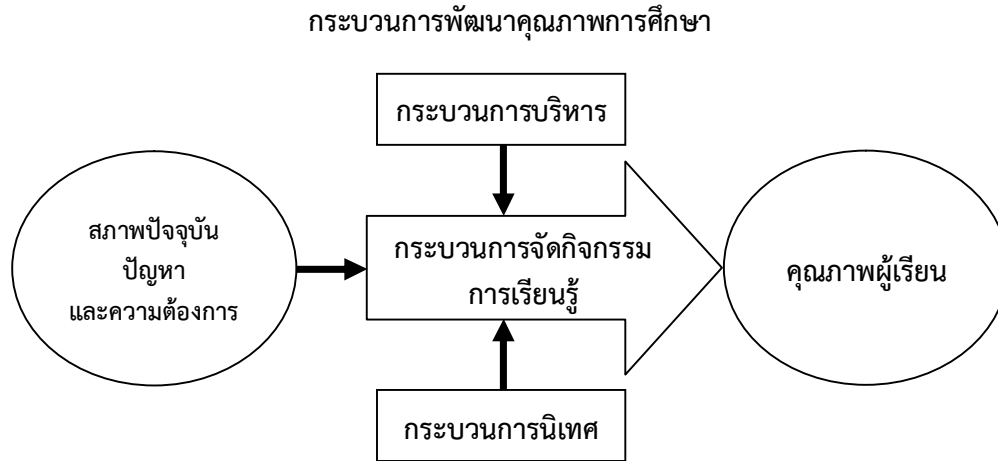 กระบวนการพัฒนาคุณภาพการศึกษา
กระบวนการบริหาร
สภาพปัจจุบัน
ปัญหา
และความต้องการ
กระบวนการจัดกิจกรรม
การเรียนรู้
คุณภาพผู้เรียน
กระบวนการนิเทศ